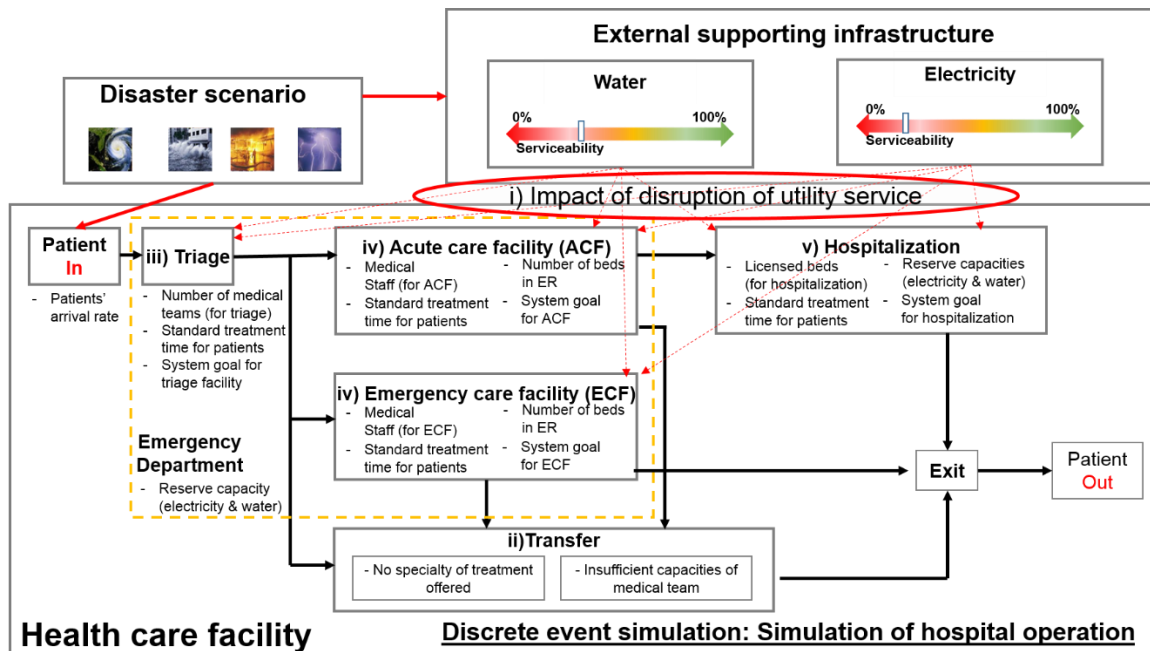 External supporting infrastructure
Disaster scenario
Water
0%
100%
Serviceability
Electricity
0%
100%
Serviceability
i) Impact of disruption of utility service
Patient
In
- Patients'
arrival rate
iii) Triage
- Number of medical
teams (for triage)
- Standard treatment
time for patients
- System goal for
triage facility
Emergency
Department
- Reserve capacity
(electricity & water)
iv) Acute care facility (ACF)
- Medical
Staff (for ACF)
- Standard treatment
time for patients
- Number of beds
in ER
- System goal
for ACF
iv) Emergency care facility (ECF)
- Medical
Staff (for ECF)
- Standard treatment
time for patients
- Number of beds
in ER
- System goal
for ECF
v) Hospitalization
- Licensed beds
(for hospitalization)
- Standard treatment
time for patients
- Reserve capacities
(electricity & water)
- System goal
for hospitalization
Exit
Patient
Out
ii)Transfer
- No specialty of treatment
offered
- Insufficient capacities of
medical team
Health care facility
Discrete event simulation: Simulation of hospital operation